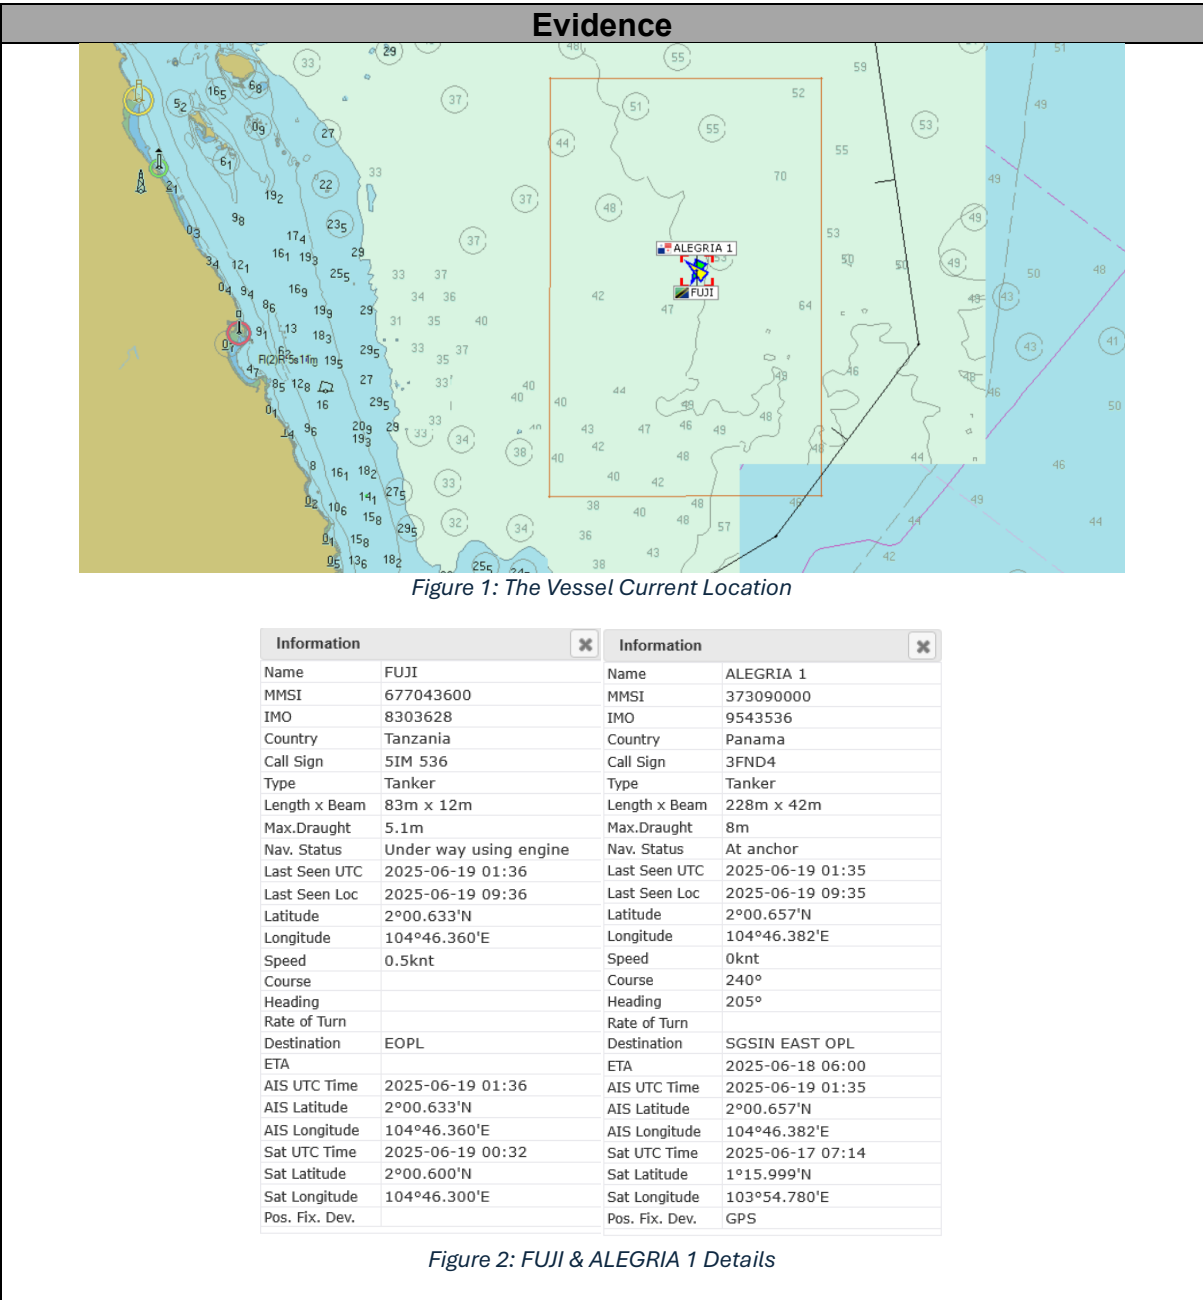 Evidence
ALEGRIA 1
FUJI
Fl(2)R 5s11m
Figure 1: The Vessel Current Location
Information
Name FUJI
MMSI 677043600
IMO 8303628
Country Tanzania
Call Sign 5IM 536
Type Tanker
Length x Beam 83m x 12m
Max.Draught 5.1m
Nav. Status Under way using engine
Last Seen UTC 2025-06-19 01:36
Last Seen Loc 2025-06-19 09:36
Latitude 2°00.633'N
Longitude 104°46.360'E
Speed 0.5knt
Course
Heading
Rate of Turn
Destination EOPL
ETA
AIS UTC Time 2025-06-19 01:36
AIS Latitude 2°00.633'N
AIS Longitude 104°46.360'E
Sat UTC Time 2025-06-19 00:32
Sat Latitude 2°00.600'N
Sat Longitude 104°46.300'E
Pos. Fix. Dev.
Information
Name ALEGRIA 1
MMSI 373090000
IMO 9543536
Country Panama
Call Sign 3FND4
Type Tanker
Length x Beam 228m x 42m
Max.Draught 8m
Nav. Status At anchor
Last Seen UTC 2025-06-19 01:35
Last Seen Loc 2025-06-19 09:35
Latitude 2°00.657'N
Longitude 104°46.382'E
Speed 0knt
Course 240°
Heading 205°
Rate of Turn
Destination SGSIN EAST OPL
ETA 2025-06-18 06:00
AIS UTC Time 2025-06-19 01:35
AIS Latitude 2°00.657'N
AIS Longitude 104°46.382'E
Sat UTC Time 2025-06-17 07:14
Sat Latitude 1°15.999'N
Sat Longitude 103°54.780'E
Pos. Fix. Dev. GPS
Figure 2: FUJI & ALEGRIA 1 Details